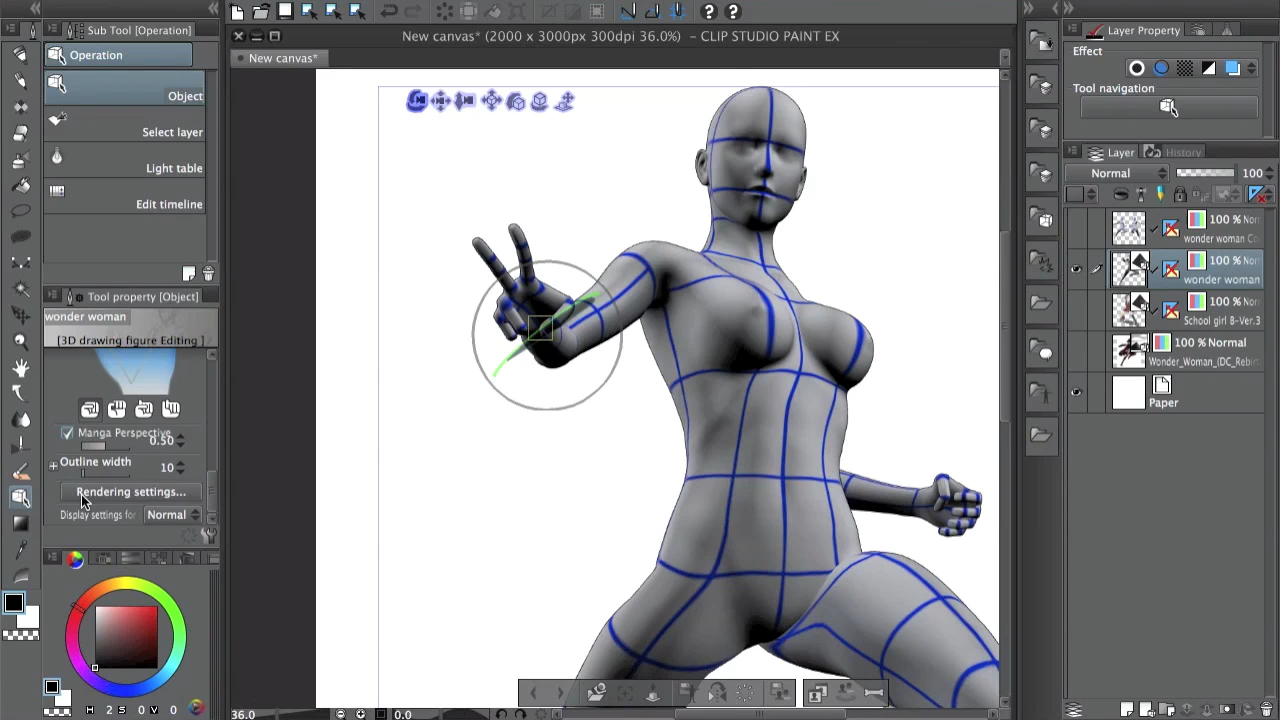 Sub Tool [Operation]
Operation
Object
Select layer
Light table
Edit timeline
Tool property [Object]
wonder woman
[3D drawing figure Editing ]
Manga Perspective
0.50
Outline width
10
Rendering settings...
Display settings for
Normal
H 2 S 0 V 0
New canvas* (2000 x 3000px 300dpi 36.0%) - CLIP STUDIO PAINT EX
New canvas*
36.0
0.0
Layer Property
Effect
Tool navigation
Layer
History
Normal
100
100 % Nor
wonder woman Co
100 % Nor
wonder woman
100 % Nor
School girl B-Ver.3
100 % Normal
Wonder_Woman_(DC_Rebir
Paper